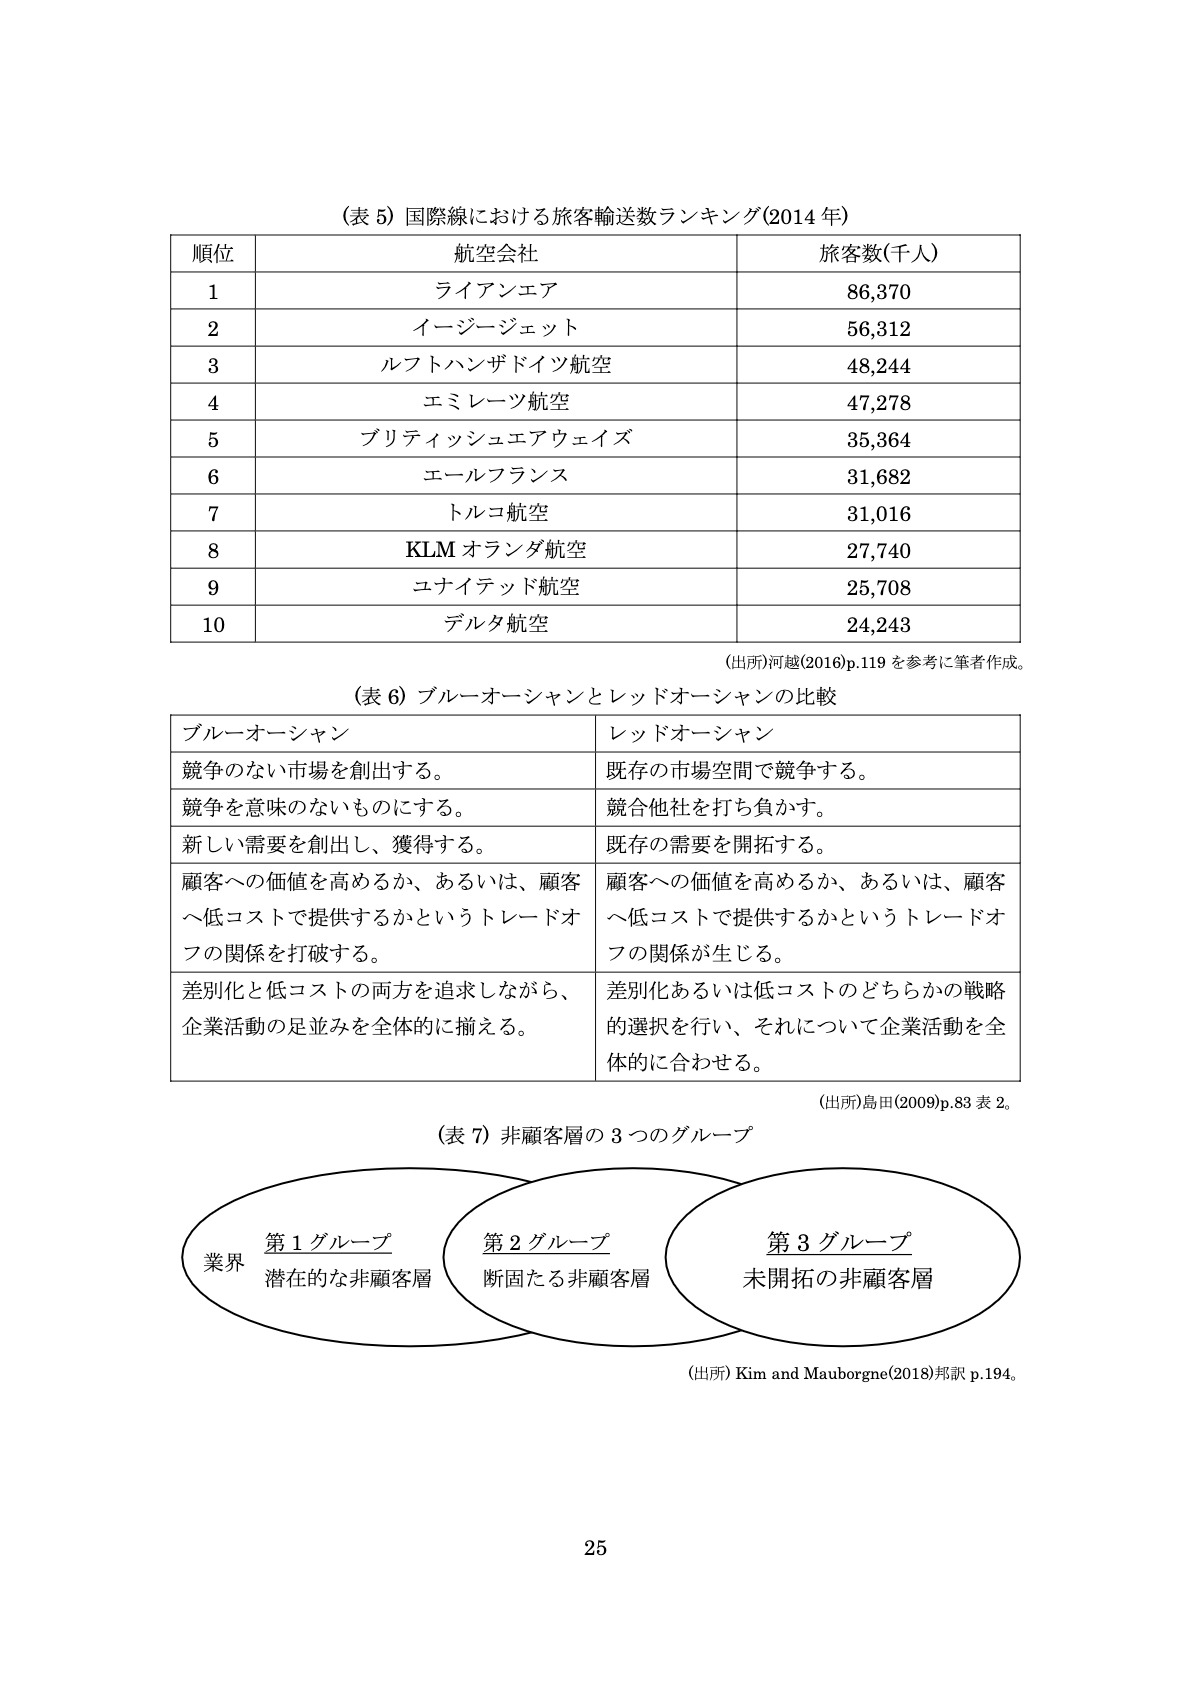 (表 5) 国際線における旅客輸送数ランキング(2014 年)
順位 航空会社 旅客数(千人)
1 ライアンエア 86,370
2 イージージェット 56,312
3 ルフトハンザドイツ航空 48,244
4 エミレーツ航空 47,278
5 ブリティッシュエアウェイズ 35,364
6 エールフランス 31,682
7 トルコ航空 31,016
8 KLM オランダ航空 27,740
9 ユナイテッド航空 25,708
10 デルタ航空 24,243
(出所)河越(2016)p.119 を参考に筆者作成。
(表 6) ブルーオーシャンとレッドオーシャンの比較
ブルーオーシャン レッドオーシャン
競争のない市場を創出する。 既存の市場空間で競争する。
競争を意味のないものにする。 競合他社を打ち負かす。
新しい需要を創出し、獲得する。 既存の需要を開拓する。
顧客への価値を高めるか、あるいは、顧客
へ低コストで提供するかというトレードオ
フの関係を打破する。
顧客への価値を高めるか、あるいは、顧客
へ低コストで提供するかというトレードオ
フの関係が生じる。
差別化と低コストの両方を追求しながら、
企業活動の足並みを全体的に揃える。
差別化あるいは低コストのどちらかの戦略
的選択を行い、それについて企業活動を全
体的に合わせる。
(出所)島田(2009)p.83 表 2。
(表 7) 非顧客層の 3 つのグループ
業界
第 1 グループ
潜在的な非顧客層
第 2 グループ
断固たる非顧客層
第 3 グループ
未開拓の非顧客層
(出所) Kim and Mauborgne(2018)邦訳 p.194。
25